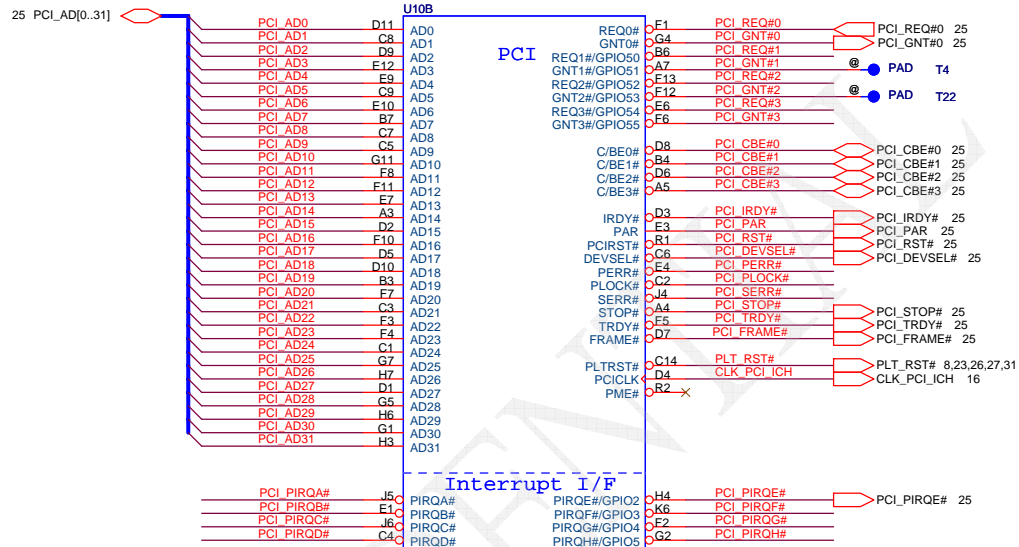 U10B
25 PCI_AD[0..31]
PCI
PCI_AD0 D11 AD0
PCI_AD1 C8 AD1
PCI_AD2 D9 AD2
PCI_AD3 E12 AD3
PCI_AD4 E9 AD4
PCI_AD5 C9 AD5
PCI_AD6 E10 AD6
PCI_AD7 B7 AD7
PCI_AD8 C7 AD8
PCI_AD9 C5 AD9
PCI_AD10 G11 AD10
PCI_AD11 F8 AD11
PCI_AD12 F11 AD12
PCI_AD13 E7 AD13
PCI_AD14 A3 AD14
PCI_AD15 D2 AD15
PCI_AD16 F10 AD16
PCI_AD17 D5 AD17
PCI_AD18 D10 AD18
PCI_AD19 B3 AD19
PCI_AD20 F7 AD20
PCI_AD21 C3 AD21
PCI_AD22 F3 AD22
PCI_AD23 F4 AD23
PCI_AD24 C1 AD24
PCI_AD25 G7 AD25
PCI_AD26 H7 AD26
PCI_AD27 D1 AD27
PCI_AD28 G5 AD28
PCI_AD29 H6 AD29
PCI_AD30 G1 AD30
PCI_AD31 H3 AD31
REQ0# F1 PCI_REQ#0 PCI_REQ#0 25
GNT0# G4 PCI_GNT#0 PCI_GNT#0 25
REQ1#/GPIO50 B6 PCI_REQ#1
GNT1#/GPIO51 A7 PCI_GNT#1 @ PAD T4
REQ2#/GPIO52 F13 PCI_REQ#2
GNT2#/GPIO53 F12 PCI_GNT#2 @ PAD T22
REQ3#/GPIO54 E6 PCI_REQ#3
GNT3#/GPIO55 F6 PCI_GNT#3
C/BE0# D8 PCI_CBE#0 PCI_CBE#0 25
C/BE1# B4 PCI_CBE#1 PCI_CBE#1 25
C/BE2# D6 PCI_CBE#2 PCI_CBE#2 25
C/BE3# A5 PCI_CBE#3 PCI_CBE#3 25
IRDY# D3 PCI_IRDY# PCI_IRDY# 25
PAR E3 PCI_PAR PCI_PAR 25
PCIRST# R1 PCI_RST# PCI_RST# 25
DEVSEL# C6 PCI_DEVSEL# PCI_DEVSEL# 25
PERR# E4 PCI_PERR#
PLOCK# C2 PCI_PLOCK#
SERR# J4 PCI_SERR#
STOP# A4 PCI_STOP# PCI_STOP# 25
TRDY# F5 PCI_TRDY# PCI_TRDY# 25
FRAME# D7 PCI_FRAME# PCI_FRAME# 25
PLTRST# C14 PLT_RST# PLT_RST# 8,23,26,27,31
PCICLK D4 CLK_PCI_ICH CLK_PCI_ICH 16
PME# R2
Interrupt I/F
PCI_PIRQA# J5 PIRQA#
PCI_PIRQB# E1 PIRQB#
PCI_PIRQC# J6 PIRQC#
PCI_PIRQD# C4 PIRQD#
PIRQE#/GPIO2 H4 PCI_PIRQE# PCI_PIRQE# 25
PIRQF#/GPIO3 K6 PCI_PIRQF#
PIRQG#/GPIO4 F2 PCI_PIRQG#
PIRQH#/GPIO5 G2 PCI_PIRQH#